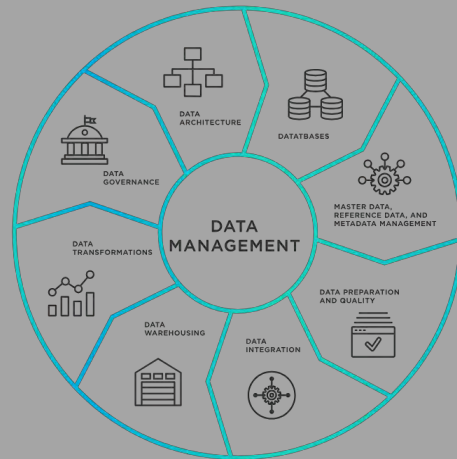 DATA
ARCHITECTURE
DATATBASES
MASTER DATA,
REFERENCE DATA, AND
METADATA MANAGEMENT
DATA PREPARATION
AND QUALITY
DATA
INTEGRATION
DATA
WAREHOUSING
DATA
TRANSFORMATIONS
DATA
GOVERNANCE
DATA
MANAGEMENT